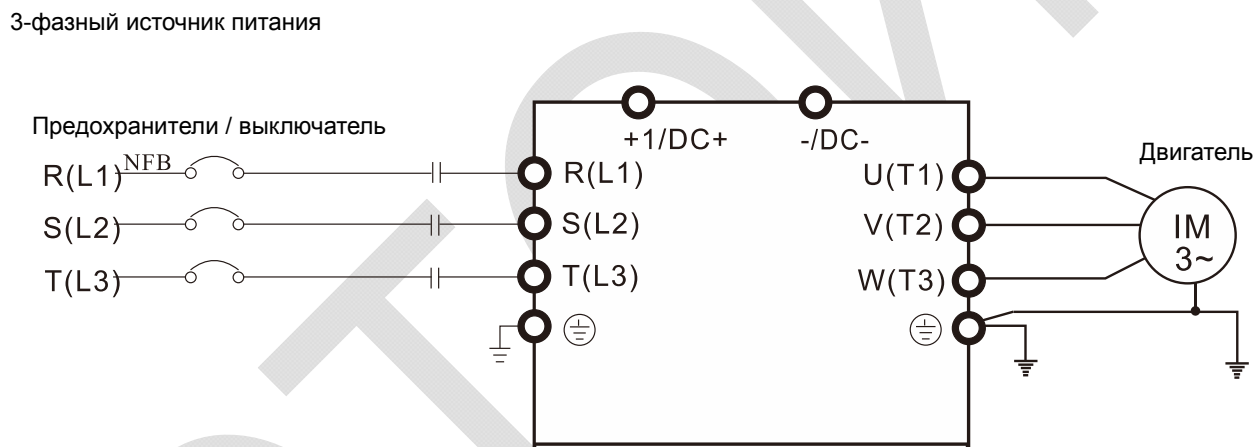 3-фазный источник питания
+1/DC+ -/DC-
Предохранители / выключатель
Двигатель
R(L1) NFB R(L1) U(T1)
S(L2) S(L2) V(T2) IM
3~
T(L3) T(L3) W(T3)